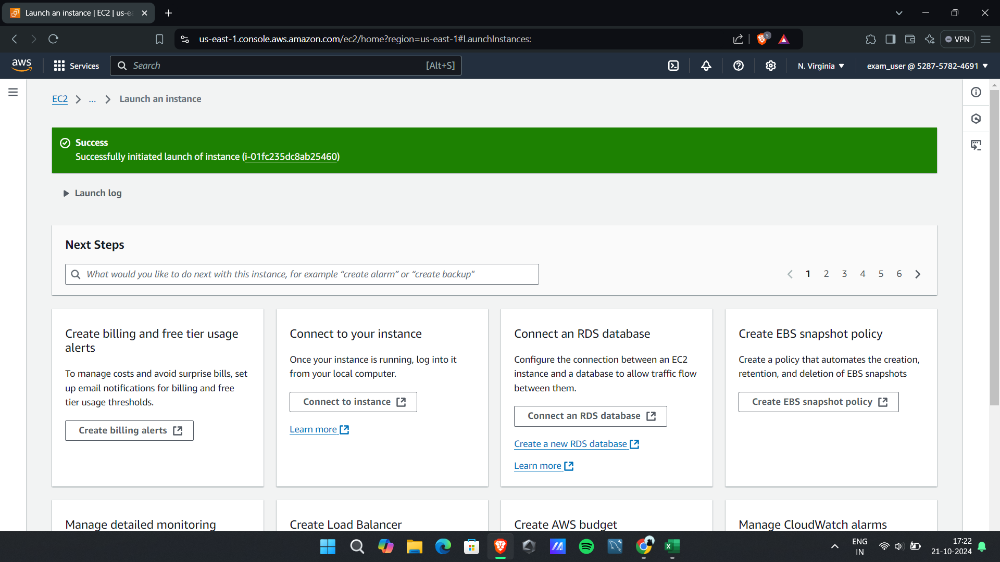 Launch an instance | EC2 | us-ea
us-east-1.console.aws.amazon.com/ec2/home?region=us-east-1#LaunchInstances:
5
VPN
aws
Services
Search
[Alt+S]
N. Virginia
exam_user @ 5287-5782-4691
EC2
...
Launch an instance
Success
Successfully initiated launch of instance (i-01fc235dc8ab25460)
Launch log
Next Steps
What would you like to do next with this instance, for example “create alarm” or “create backup"
1 2 3 4 5 6
Create billing and free tier usage
alerts
To manage costs and avoid surprise bills, set
up email notifications for billing and free
tier usage thresholds.
Create billing alerts
Connect to your instance
Once your instance is running, log into it
from your local computer.
Connect to instance
Learn more
Connect an RDS database
Configure the connection between an EC2
instance and a database to allow traffic flow
between them.
Connect an RDS database
Create a new RDS database
Learn more
Create EBS snapshot policy
Create a policy that automates the creation,
retention, and deletion of EBS snapshots
Create EBS snapshot policy
Manage detailed monitoring
Create Load Balancer
Create AWS budget
Manage CloudWatch alarms
ENG
IN
17:22
21-10-2024